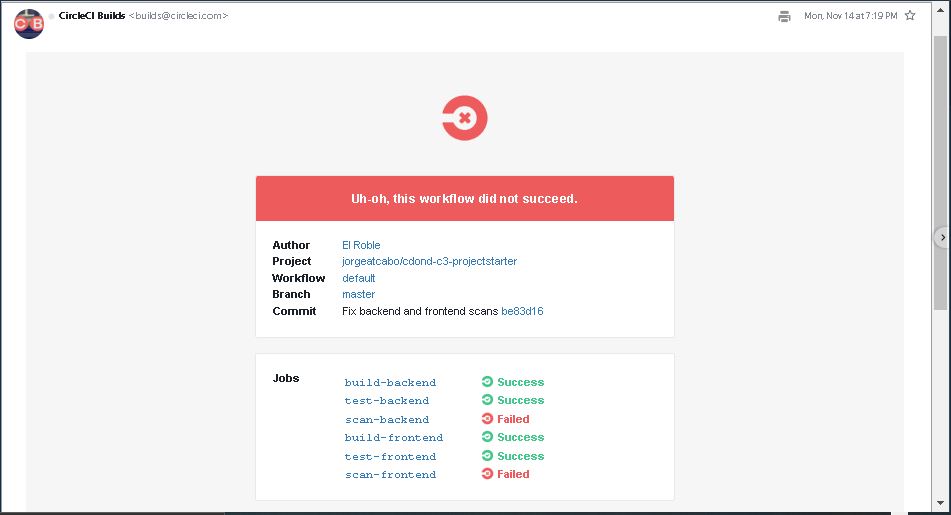 CB
CircleCI Builds <builds@circleci.com>
Mon, Nov 14 at 7:19 PM
Uh-oh, this workflow did not succeed.
Author El Roble
Project jorgeatcabo/cdond-c3-projectstarter
Workflow default
Branch master
Commit Fix backend and frontend scans be83d16
Jobs
build-backend Success
test-backend Success
scan-backend Failed
build-frontend Success
test-frontend Success
scan-frontend Failed